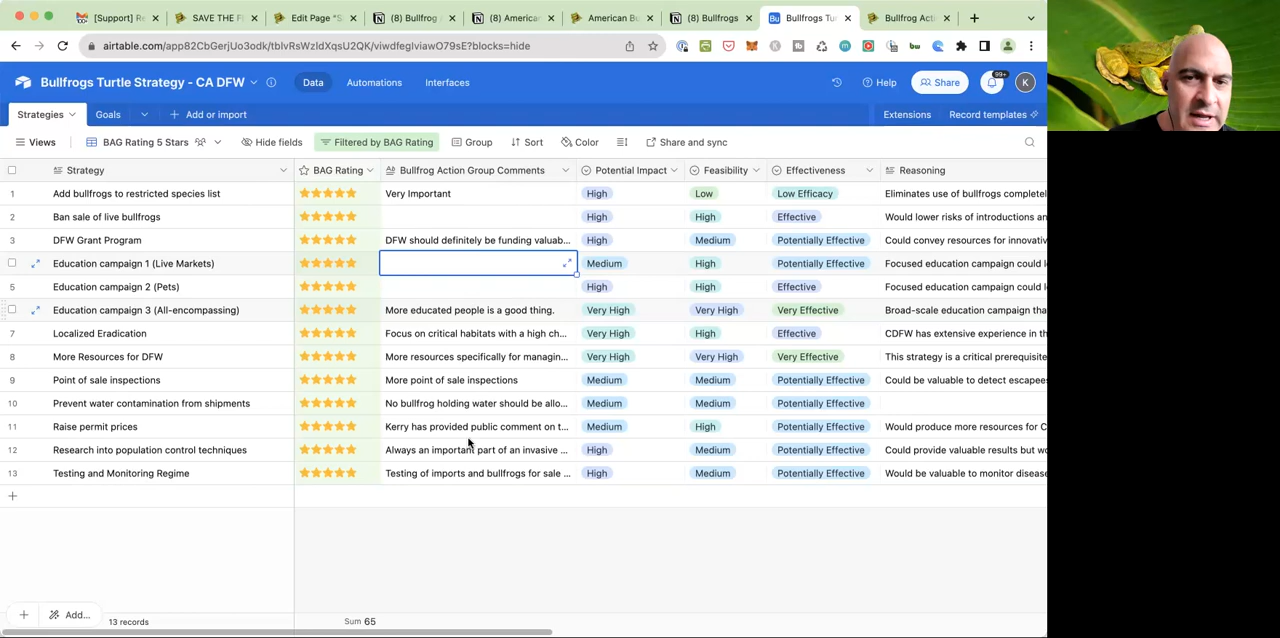 [Support] R
SAVE THE F
Edit Page "S
(8) Bullfrog
(8) America
American Bu
(8) Bullfrogs
Bullfrogs Tu
Bullfrog Acti
airtable.com/app82CbGerjUo3odk/tblvRsWzIdXqsU2QK/viwdfeglviawO79sE?blocks=hide
Bullfrogs Turtle Strategy - CA DFW
Data
Automations
Interfaces
Help
Share
99+
K
Strategies
Goals
Add or import
Extensions
Record templates
Views
BAG Rating 5 Stars
Hide fields
Filtered by BAG Rating
Group
Sort
Color
Share and sync
Strategy BAG Rating Bullfrog Action Group Comments Potential Impact Feasibility Effectiveness Reasoning
1 Add bullfrogs to restricted species list Very Important High Low Low Efficacy Eliminates use of bullfrogs completel
2 Ban sale of live bullfrogs High High Effective Would lower risks of introductions an
3 DFW Grant Program DFW should definitely be funding valuab... High Medium Potentially Effective Could convey resources for innovativ
Education campaign 1 (Live Markets) Medium High Potentially Effective Focused education campaign could l
5 Education campaign 2 (Pets) High High Effective Focused education campaign could l
Education campaign 3 (All-encompassing) More educated people is a good thing. Very High Very High Very Effective Broad-scale education campaign tha
7 Localized Eradication Focus on critical habitats with a high ch... Very High High Effective CDFW has extensive experience in th
8 More Resources for DFW More resources specifically for managin... Very High Very High Very Effective This strategy is a critical prerequisite
9 Point of sale inspections More point of sale inspections Medium Medium Potentially Effective Could be valuable to detect escapees
10 Prevent water contamination from shipments No bullfrog holding water should be allo... Medium Medium Potentially Effective
11 Raise permit prices Kerry has provided public comment on t... Medium High Potentially Effective Would produce more resources for C
12 Research into population control techniques Always an important part of an invasive ... High Medium Potentially Effective Could provide valuable results but wo
13 Testing and Monitoring Regime Testing of imports and bullfrogs for sale ... High Medium Potentially Effective Would be valuable to monitor disease
Add...
13 records
Sum 65